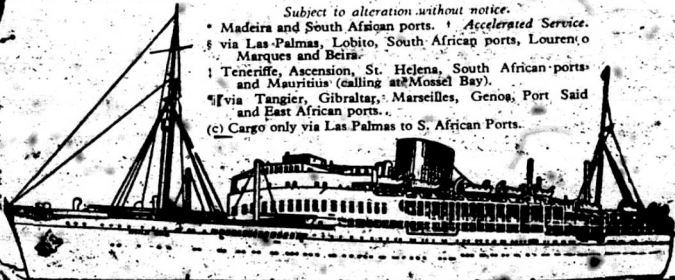 Subject to alteration without notice.
* Madeira and South African ports. † Accelerated Service.
§ via Las Palmas, Lobito, South African ports, Lourenço
Marques and Beira.
‡ Teneriffe, Ascension, St. Helena, South African ports
and Mauritius (calling at Mossel Bay).
¶ via Tangier, Gibraltar, Marseilles, Genoa, Port Said
and East African ports.
(c) Cargo only via Las Palmas to S. African Ports.